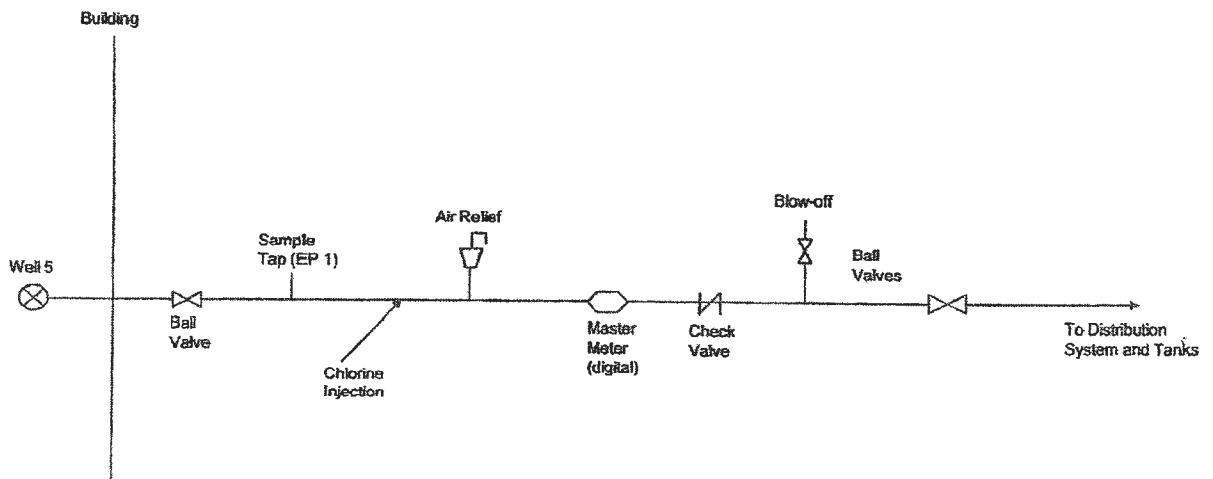 Building
Well 5
Ball
Valve
Sample
Tap (EP 1)
Chlorine
Injection
Air Relief
Master
Meter
(digital)
Check
Valve
Blow-off
Ball
Valves
To Distribution
System and Tanks